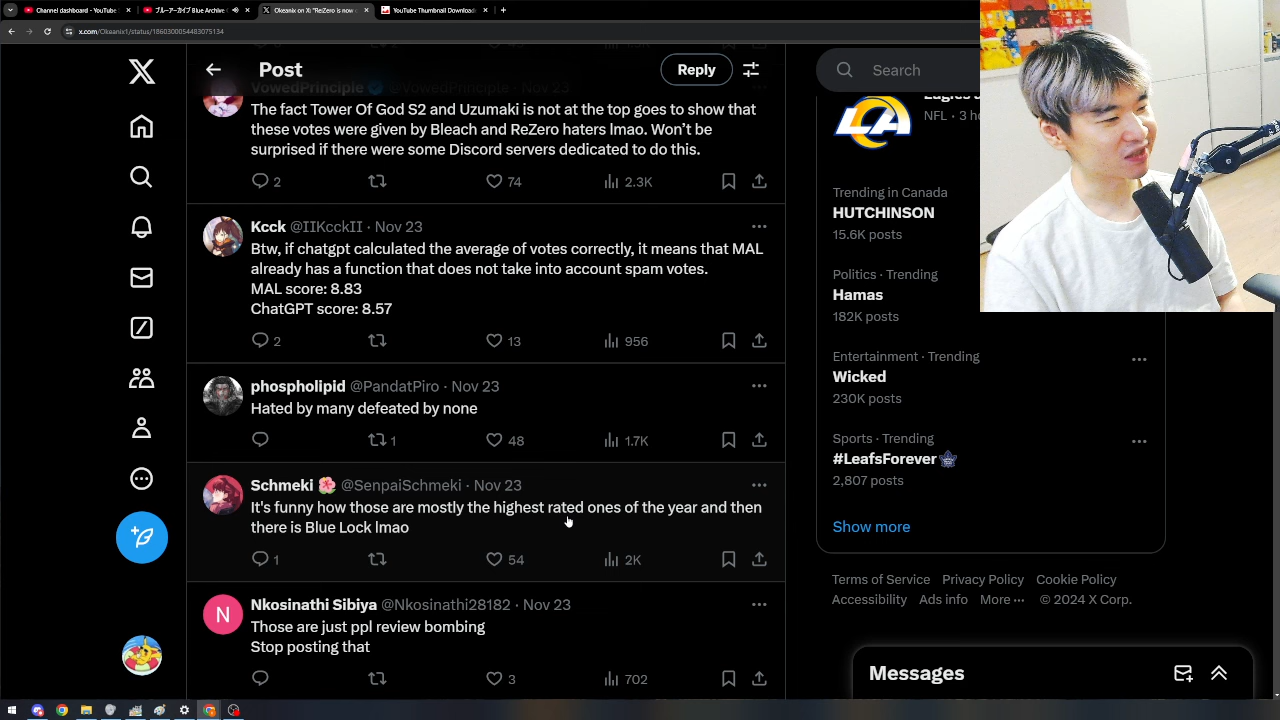 Channel dashboard - YouTube
ブルーアーカイブ Blue Archive
Okeanix on X: "ReZero is now
YouTube Thumbnail Download
x.com/Okeanix1/status/1860300054483075134
Post
Reply
Search
VowedPrinciple @VowedPrinciple · Nov 23
The fact Tower Of God S2 and Uzumaki is not at the top goes to show that
these votes were given by Bleach and ReZero haters lmao. Won't be
surprised if there were some Discord servers dedicated to do this.
2 74 2.3K
Kcck @IIKcckII · Nov 23
Btw, if chatgpt calculated the average of votes correctly, it means that MAL
already has a function that does not take into account spam votes.
MAL score: 8.83
ChatGPT score: 8.57
2 13 956
phospholipid @PandatPiro · Nov 23
Hated by many defeated by none
1 48 1.7K
Schmeki @SenpaiSchmeki · Nov 23
It's funny how those are mostly the highest rated ones of the year and then
there is Blue Lock lmao
1 54 2K
N
Nkosinathi Sibiya @Nkosinathi28182 · Nov 23
Those are just ppl review bombing
Stop posting that
3 702
LA
NFL · 3 h
Trending in Canada
HUTCHINSON
15.6K posts
Politics · Trending
Hamas
182K posts
Entertainment · Trending
Wicked
230K posts
Sports · Trending
#LeafsForever
2,807 posts
Show more
Terms of Service Privacy Policy Cookie Policy
Accessibility Ads info More ··· © 2024 X Corp.
Messages